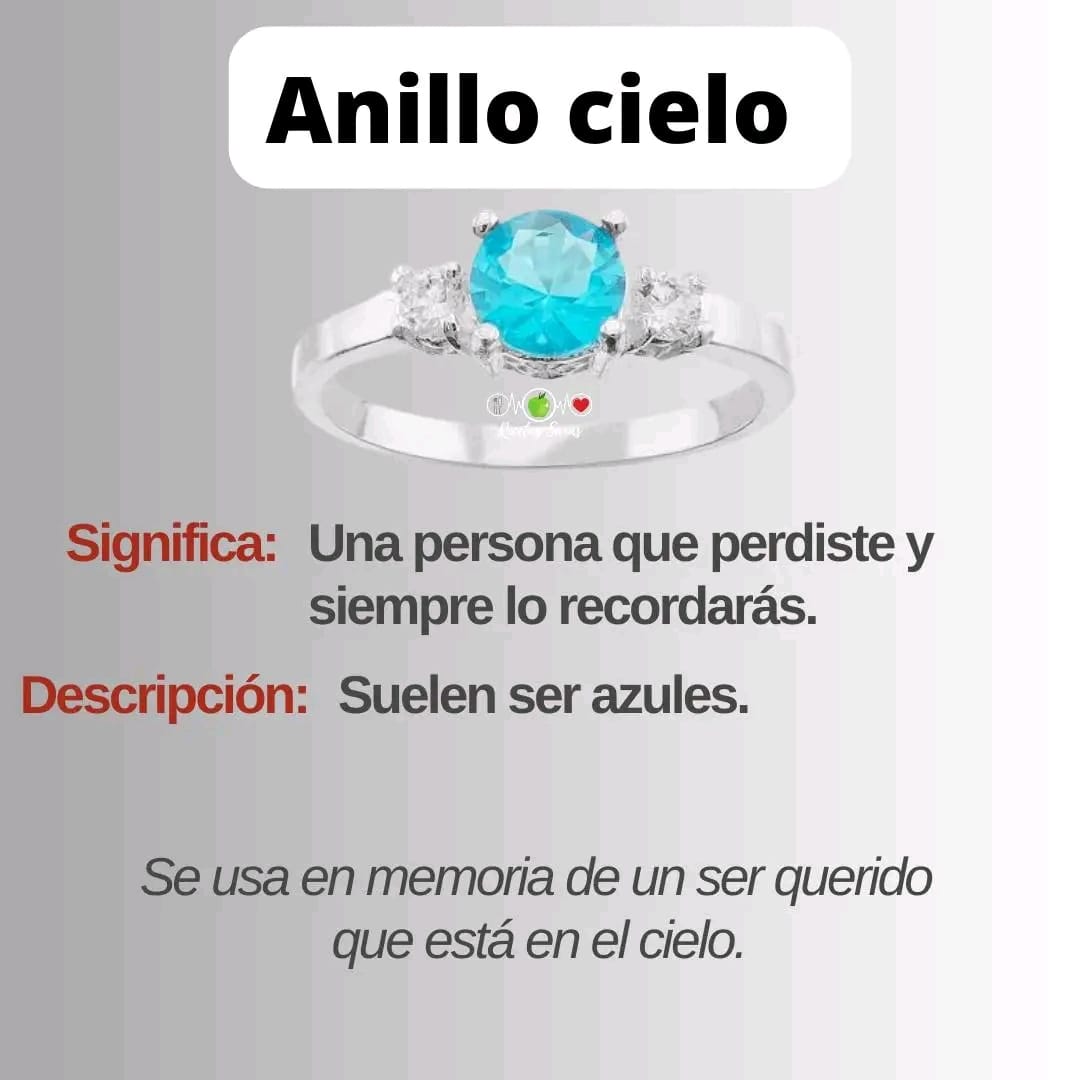 Anillo cielo
Significa: Una persona que perdiste y
siempre lo recordarás.
Descripción: Suelen ser azules.
Se usa en memoria de un ser querido
que está en el cielo.